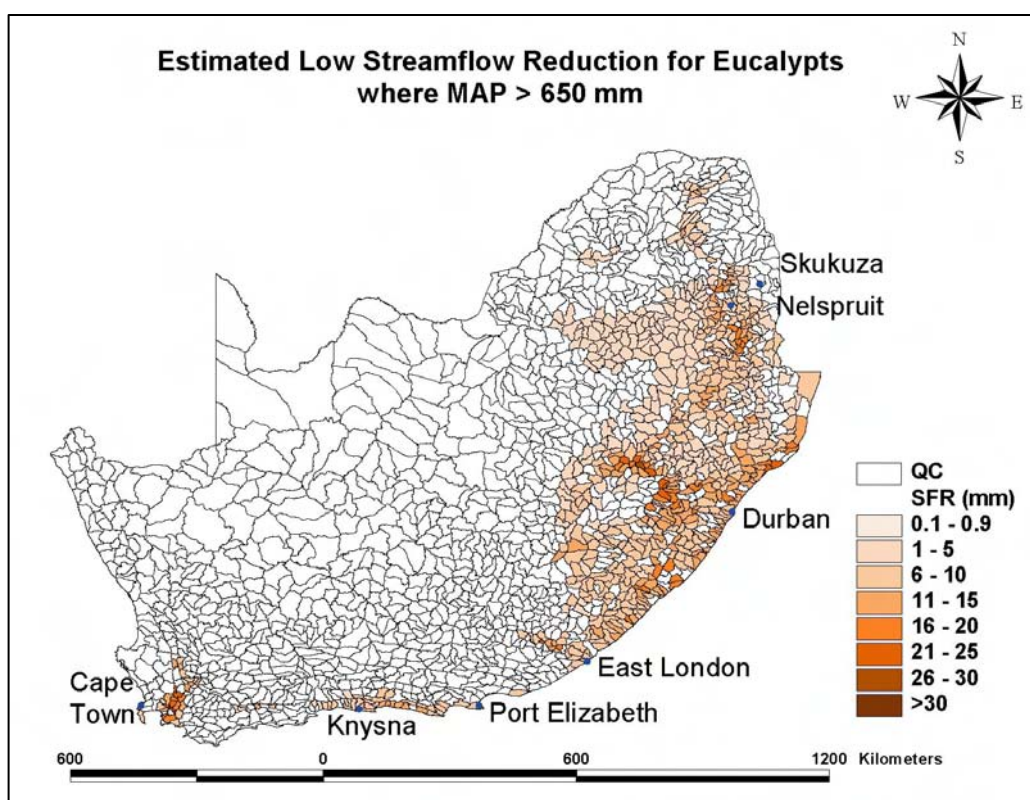 Estimated Low Streamflow Reduction for Eucalypts
where MAP > 650 mm
N
W E
S
Skukuza
Nelspruit
Durban
East London
Port Elizabeth
Knysna
Cape
Town
QC
SFR (mm)
0.1 - 0.9
1 - 5
6 - 10
11 - 15
16 - 20
21 - 25
26 - 30
>30
600 0 600 1200 Kilometers